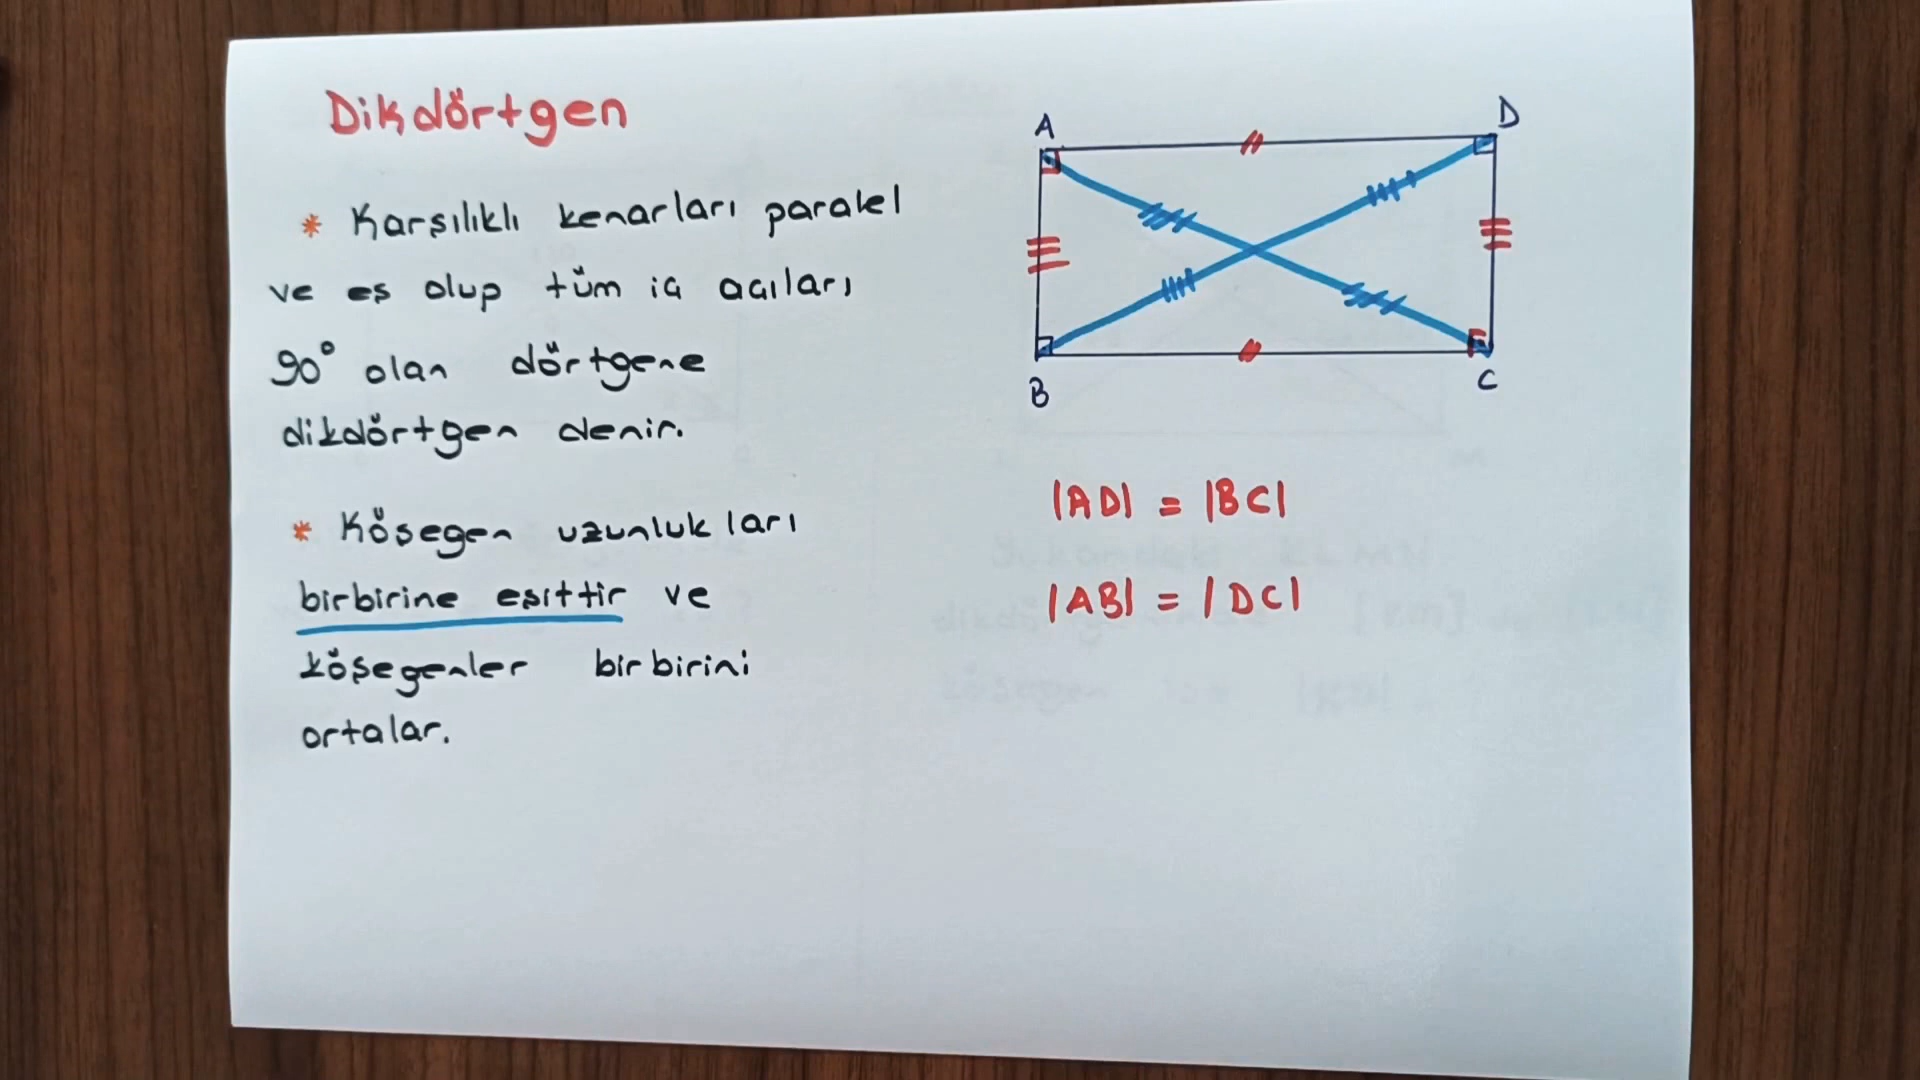 Dikdörtgen
* Karşılıklı kenarları paralel
ve eş olup tüm iç açıları
90° olan dörtgene
dikdörtgen denir.
* Köşegen uzunlukları
birbirine eşittir ve
köşegenler birbirini
ortalar.
A D
B C
|AD| = |BC|
|AB| = |DC|